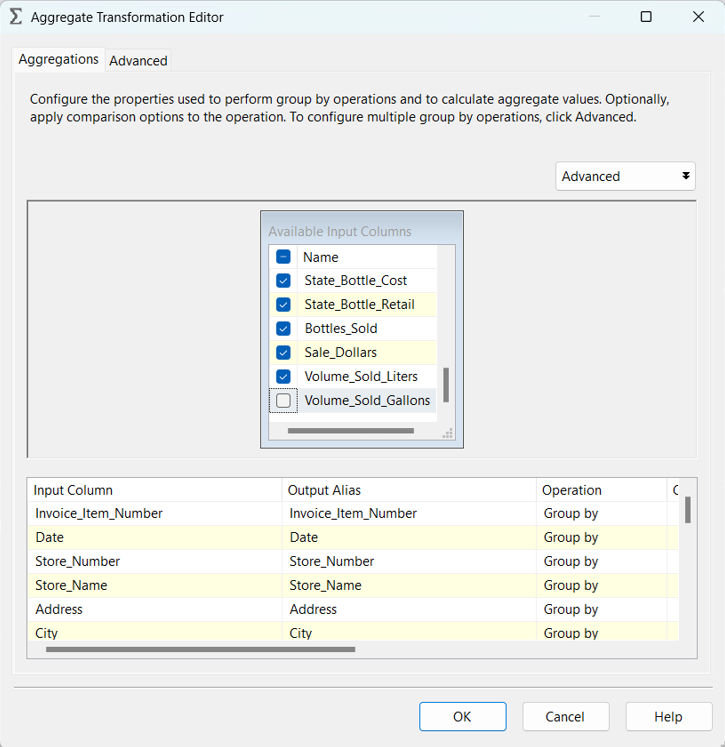 Aggregate Transformation Editor
Aggregations Advanced
Configure the properties used to perform group by operations and to calculate aggregate values. Optionally,
apply comparison options to the operation. To configure multiple group by operations, click Advanced.
Advanced
Available Input Columns
Name
State_Bottle_Cost
State_Bottle_Retail
Bottles_Sold
Sale_Dollars
Volume_Sold_Liters
Volume_Sold_Gallons
Input Column Output Alias Operation
Invoice_Item_Number Invoice_Item_Number Group by
Date Date Group by
Store_Number Store_Number Group by
Store_Name Store_Name Group by
Address Address Group by
City City Group by
OK Cancel Help